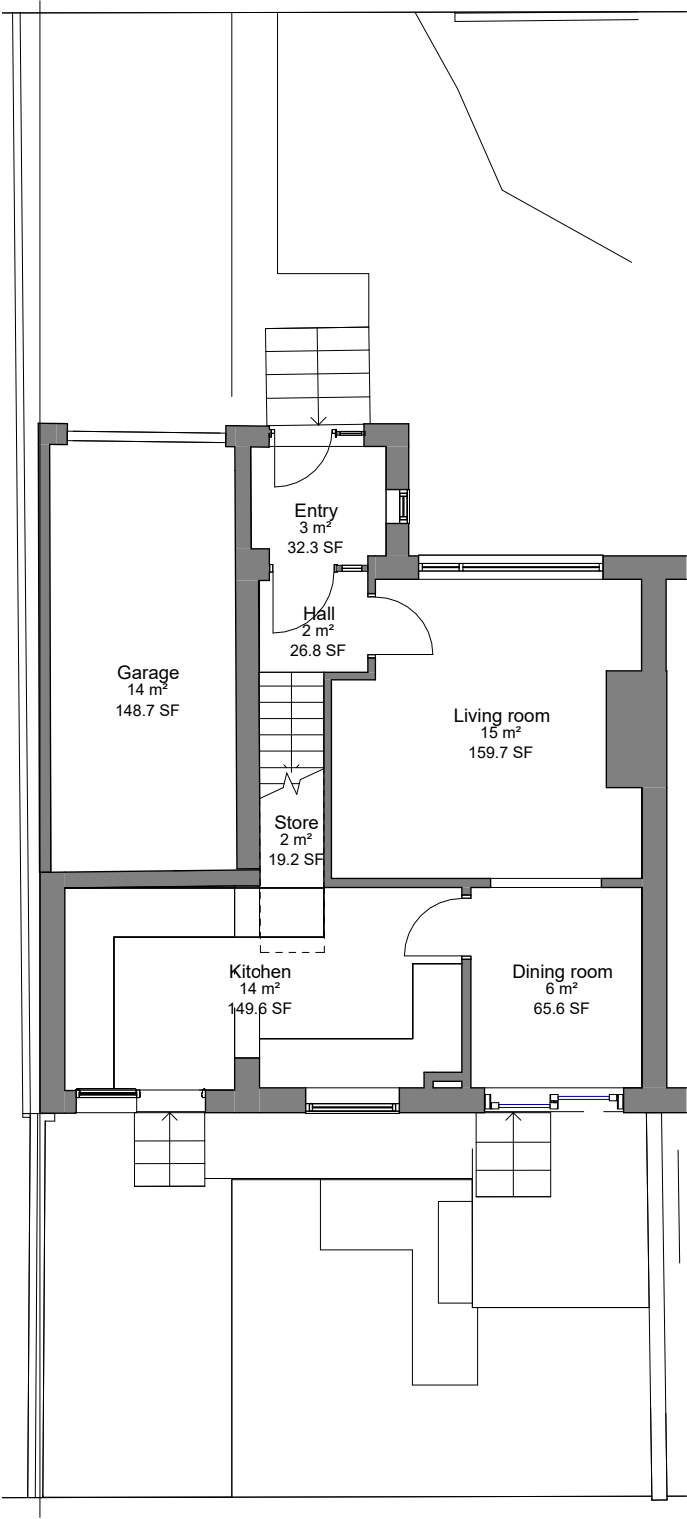 Entry
3 m²
32.3 SF
Hall
2 m²
26.8 SF
Garage
14 m²
148.7 SF
Living room
15 m²
159.7 SF
Store
2 m²
19.2 SF
Kitchen
14 m²
149.6 SF
Dining room
6 m²
65.6 SF